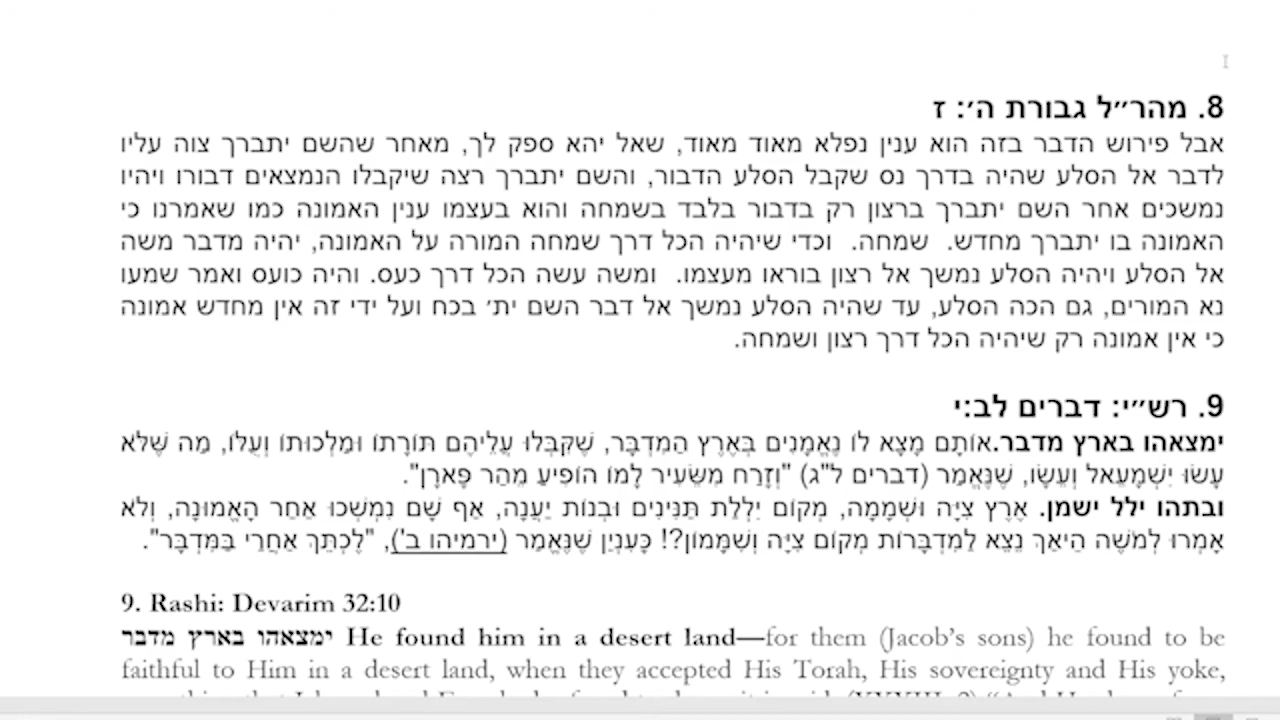 8. מהר״ל גבורת ה׳: ז
אבל פירוש הדבר בזה הוא ענין נפלא מאוד מאוד, שאל יהא ספק לך, מאחר שהשם יתברך צוה עליו
לדבר אל הסלע שהיה בדרך נס שקבל הסלע הדבור, והשם יתברך רצה שיקבלו הנמצאים דבורו ויהיו
נמשכים אחר השם יתברך ברצון רק בדבור בלבד בשמחה והוא בעצמו ענין האמונה כמו שאמרנו כי
האמונה בו יתברך מחדש. שמחה. וכדי שיהיה הכל דרך שמחה המורה על האמונה, יהיה מדבר משה
אל הסלע ויהיה הסלע נמשך אל רצון בוראו מעצמו. ומשה עשה הכל דרך כעס. והיה כועס ואמר שמעו
נא המורים, גם הכה הסלע, עד שהיה הסלע נמשך אל דבר השם ית׳ בכח ועל ידי זה אין מחדש אמונה
כי אין אמונה רק שיהיה הכל דרך רצון ושמחה.
9. רש״י: דברים לב:י
ימצאהו בארץ מדבר.אוֹתָם מָצָא לוֹ נֶאֱמָנִים בְּאֶרֶץ הַמִּדְבָּר, שֶׁקִּבְּלוּ עֲלֵיהֶם תּוֹרָתוֹ וּמַלְכוּתוֹ וְעֻלּוֹ, מַה שֶׁלֹּא
עָשׂוּ יִשְׁמָעֵאל וְעֵשָׂו, שֶׁנֶּאֱמַר (דברים ל"ג) "וְזָרַח מִשֵּׂעִיר לָמוֹ הוֹפִיעַ מֵהַר פָּארָן".
ובתהו ילל ישמן. אֶרֶץ צִיָּה וּשְׁמָמָה, מְקוֹם יִלְלַת תַּנִּינִים וּבְנוֹת יַעֲנָה, אַף שָׁם נִמְשְׁכוּ אַחַר הָאֱמוּנָה, וְלֹא
אָמְרוּ לְמֹשֶׁה הֵיאַךְ נֵצֵא לַמִּדְבָּרוֹת מְקוֹם צִיָּה וְשִׁמָּמוֹן?! כָּעִנְיָן שֶׁנֶּאֱמַר (ירמיהו ב'), "לֶכְתֵּךְ אַחֲרַי בַּמִּדְבָּר".
9. Rashi: Devarim 32:10
ימצאהו בארץ מדבר He found him in a desert land—for them (Jacob’s sons) he found to be
faithful to Him in a desert land, when they accepted His Torah, His sovereignty and His yoke,